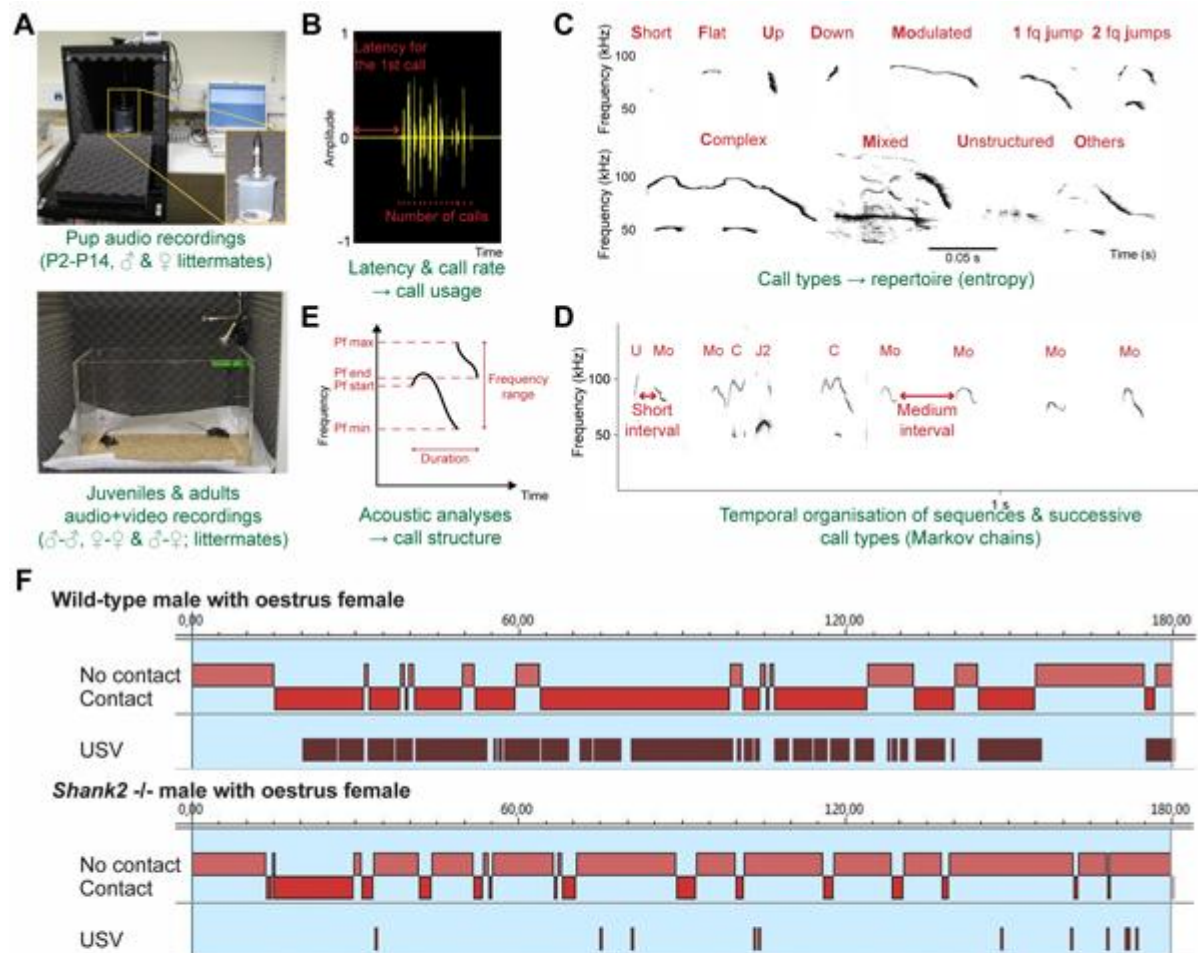 A
Pup audio recordings
(P2-P14, ♂ & ♀ littermates)
Juveniles & adults
audio+video recordings
(♂-♂, ♀-♀ & ♂-♀; littermates)
B
1
Latency for
the 1st call
Amplitude
0
Number of calls
-1
Time
Latency & call rate
→ call usage
C
Short Flat Up Down Modulated 1 fq jump 2 fq jumps
Frequency (kHz)
100
50
Complex Mixed Unstructured Others
Frequency (kHz)
100
50
0.05 s
Time (s)
Call types → repertoire (entropy)
E
Pf max
Pf end
Pf start
Pf min
Frequency
Frequency
range
Duration
Time
Acoustic analyses
→ call structure
D
U Mo Mo C J2 C Mo Mo Mo Mo
Frequency (kHz)
100
50
Short
interval
Medium
interval
1 s
Temporal organisation of sequences & successive
call types (Markov chains)
F
Wild-type male with oestrus female
0,00 60,00 120,00 180,00
No contact
Contact
USV
Shank2 -/- male with oestrus female
0,00 60,00 120,00 180,00
No contact
Contact
USV